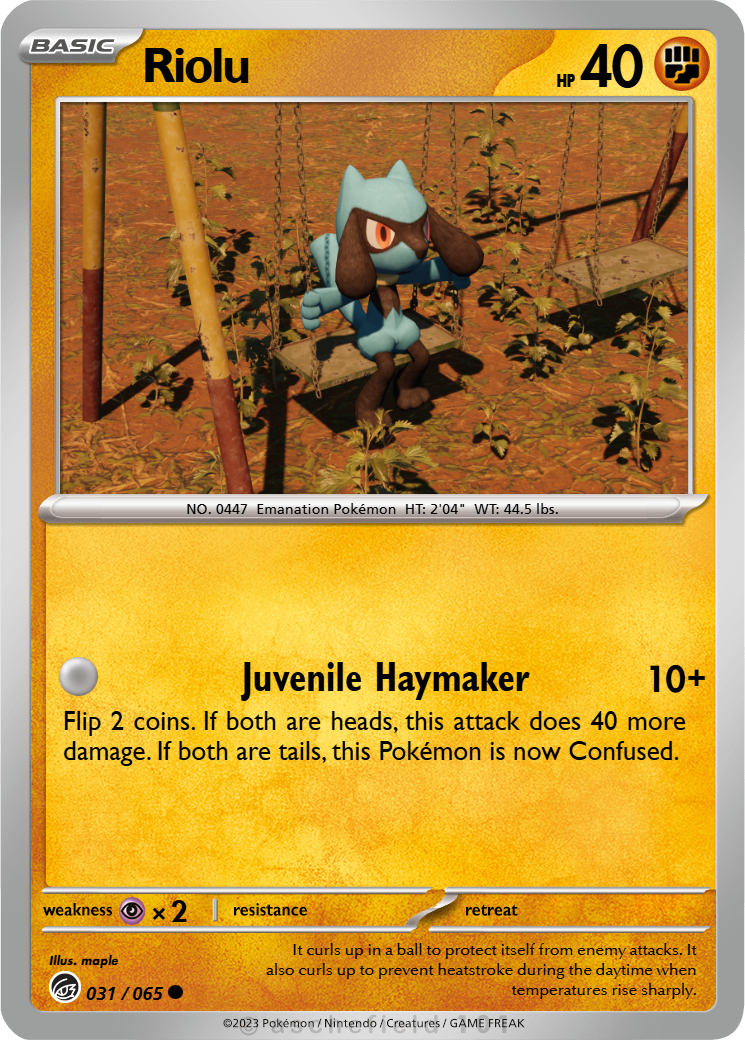 BASIC
Riolu
HP 40
NO. 0447 Emanation Pokémon HT: 2'04" WT: 44.5 lbs.
Juvenile Haymaker 10+
Flip 2 coins. If both are heads, this attack does 40 more
damage. If both are tails, this Pokémon is now Confused.
weakness × 2 resistance retreat
Illus. maple
It curls up in a ball to protect itself from enemy attacks. It
also curls up to prevent heatstroke during the daytime when
temperatures rise sharply.
031 / 065
©2023 Pokémon / Nintendo / Creatures / GAME FREAK